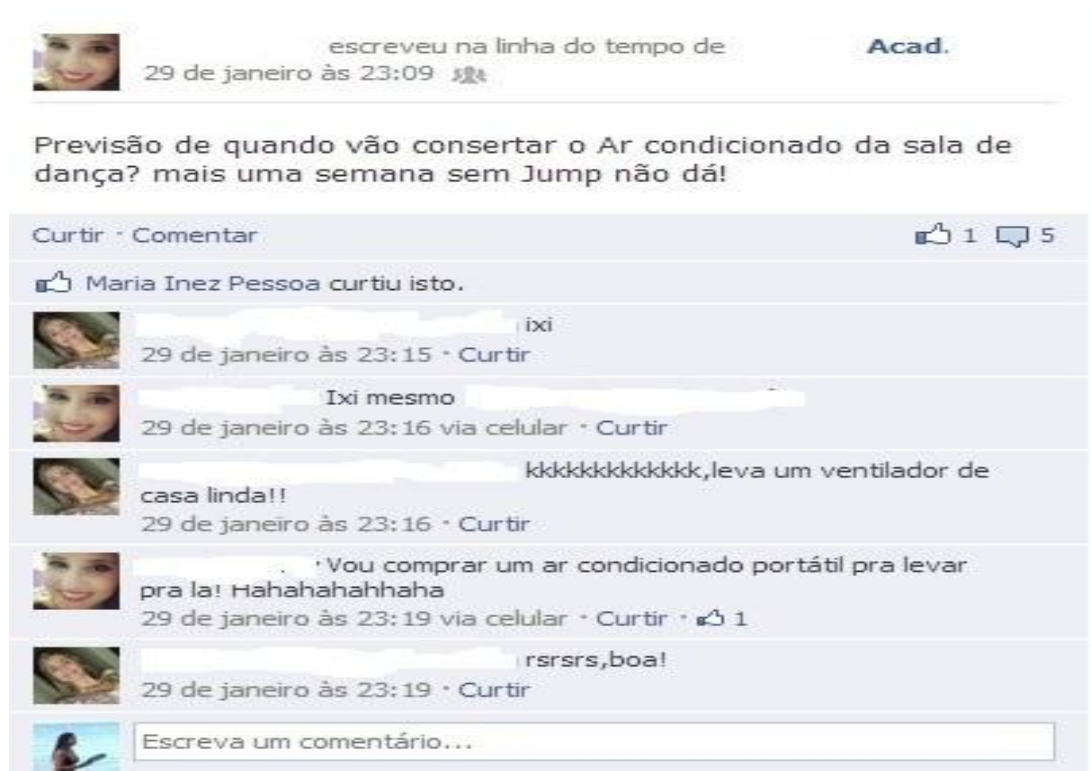 escreveu na linha do tempo de Acad.
29 de janeiro às 23:09
Previsão de quando vão consertar o Ar condicionado da sala de
dança? mais uma semana sem Jump não dá!
Curtir · Comentar 1 5
Maria Inez Pessoa curtiu isto.
ixi
29 de janeiro às 23:15 · Curtir
Ixi mesmo
29 de janeiro às 23:16 via celular · Curtir
kkkkkkkkkkkkk,leva um ventilador de
casa linda!!
29 de janeiro às 23:16 · Curtir
Vou comprar um ar condicionado portátil pra levar
pra la! Hahahahahhaha
29 de janeiro às 23:19 via celular · Curtir · 1
rsrsrs,boa!
29 de janeiro às 23:19 · Curtir
Escreva um comentário...